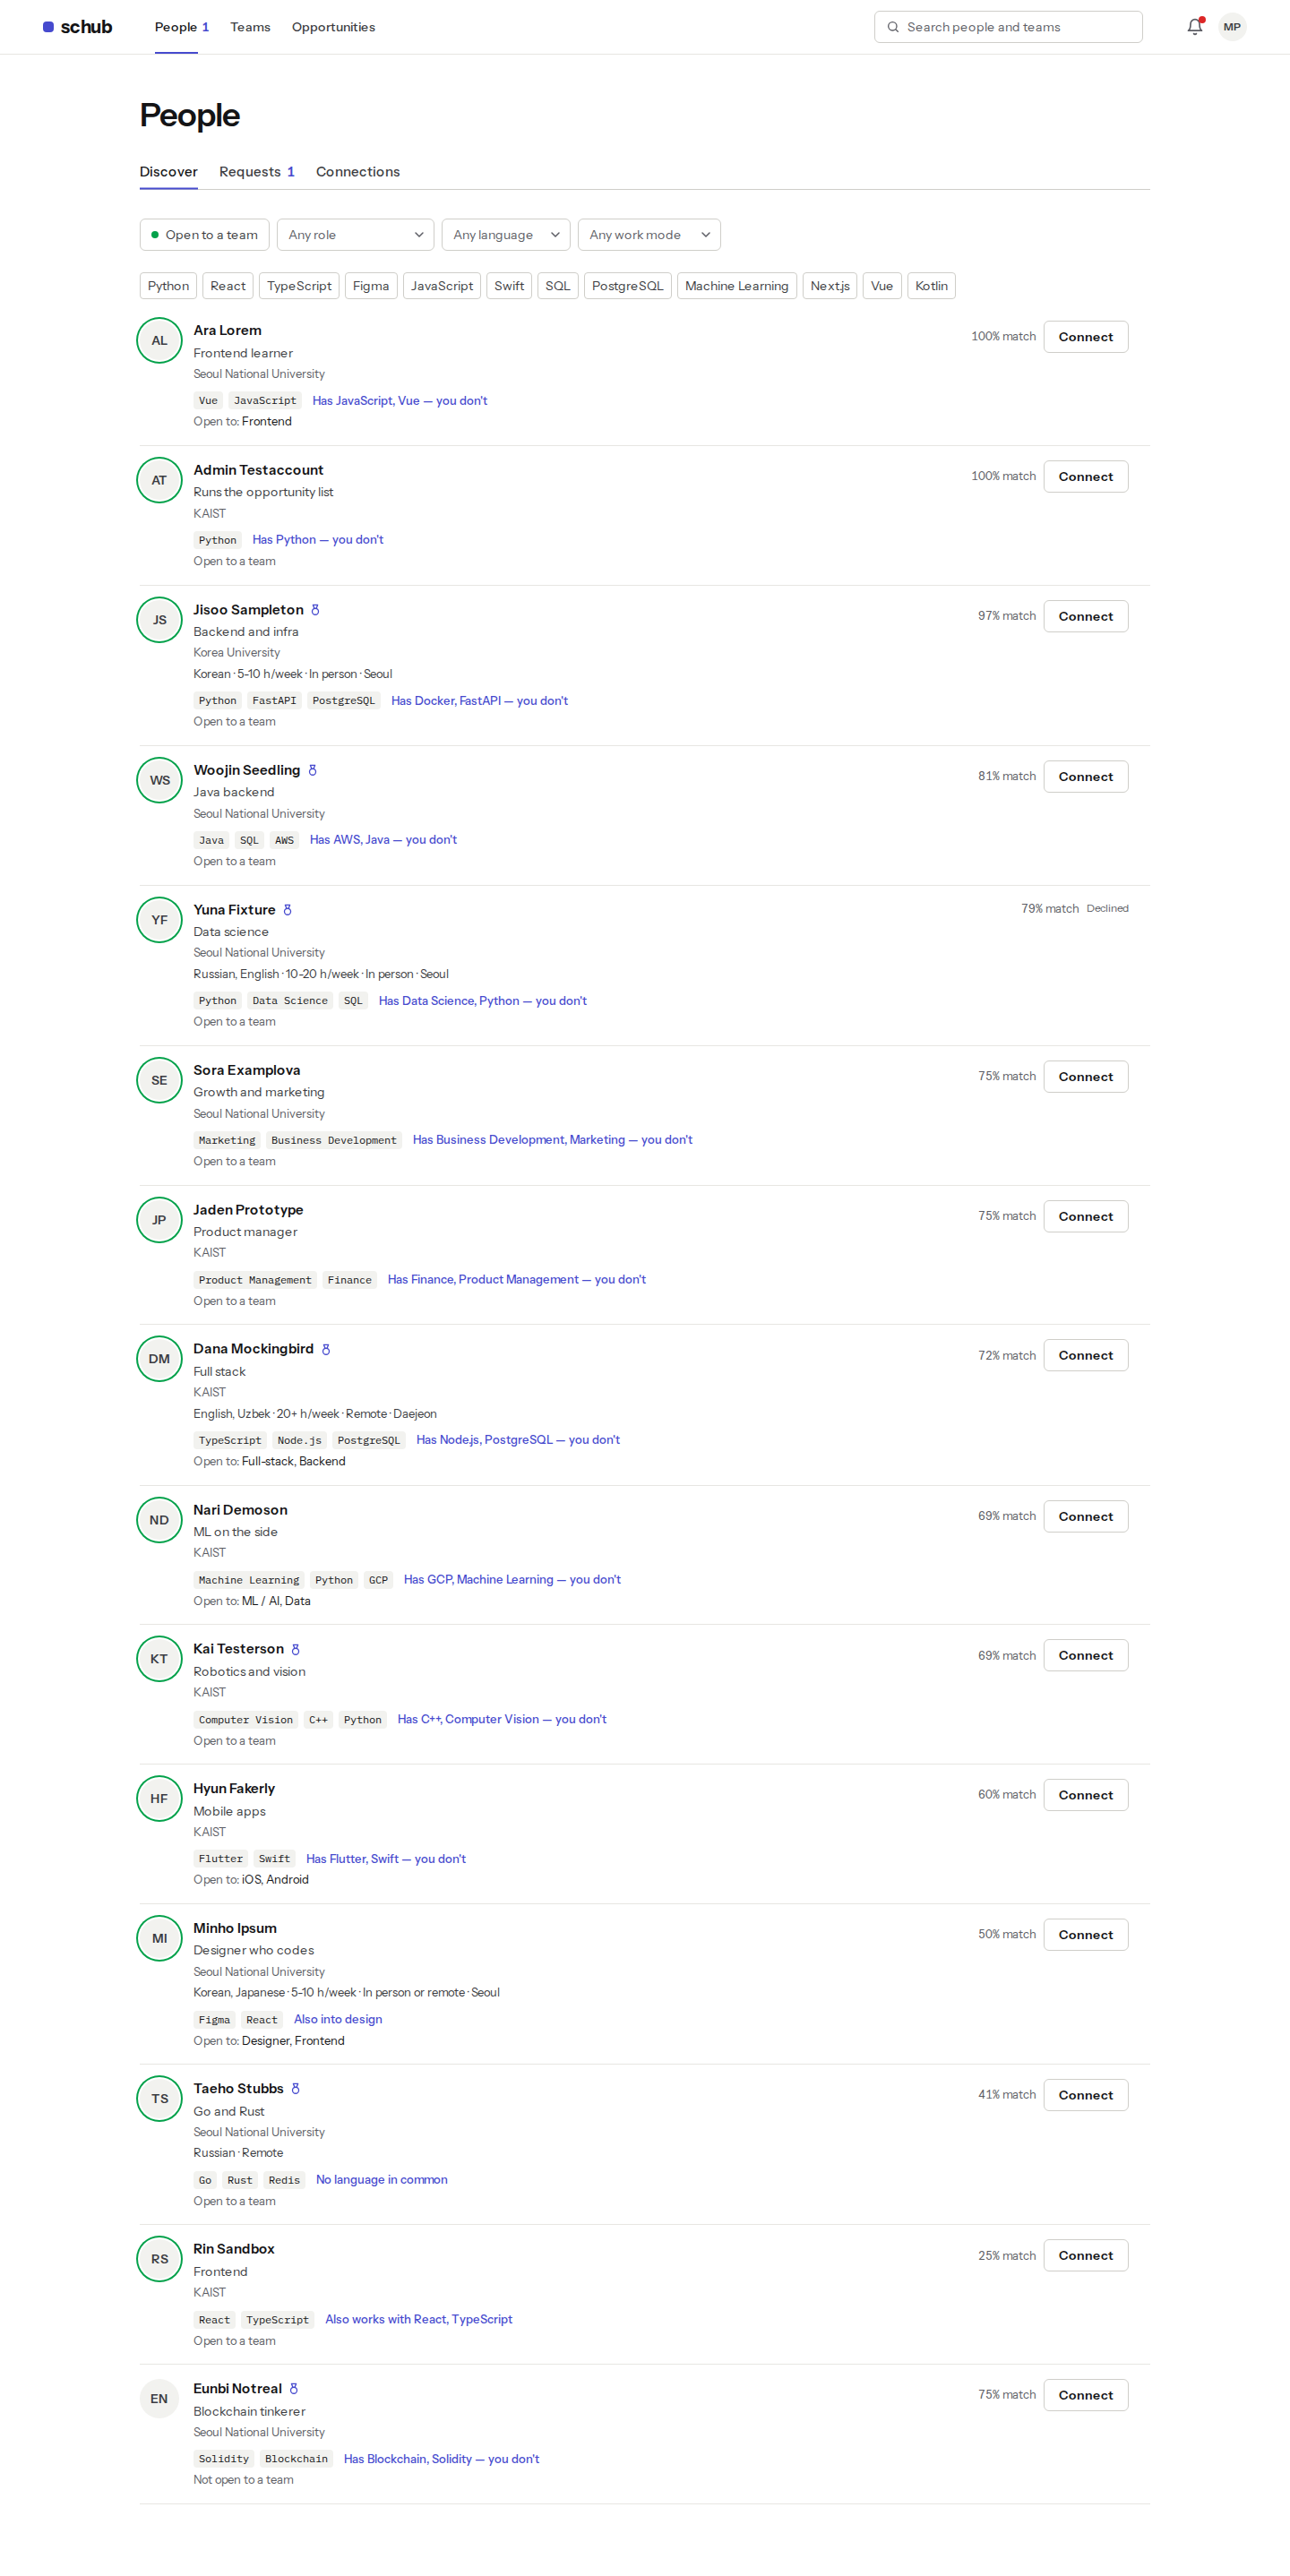 schub People 1 Teams Opportunities Search people and teams MP
People
Discover Requests 1 Connections
Open to a team Any role Any language Any work mode
Python React TypeScript Figma JavaScript Swift SQL PostgreSQL Machine Learning Next.js Vue Kotlin
AL Ara Lorem 100% match Connect
Frontend learner
Seoul National University
Vue JavaScript Has JavaScript, Vue — you don't
Open to: Frontend
AT Admin Testaccount 100% match Connect
Runs the opportunity list
KAIST
Python Has Python — you don't
Open to a team
JS Jisoo Sampleton 97% match Connect
Backend and infra
Korea University
Korean · 5-10 h/week · In person · Seoul
Python FastAPI PostgreSQL Has Docker, FastAPI — you don't
Open to a team
WS Woojin Seedling 81% match Connect
Java backend
Seoul National University
Java SQL AWS Has AWS, Java — you don't
Open to a team
YF Yuna Fixture 79% match Declined
Data science
Seoul National University
Russian, English · 10-20 h/week · In person · Seoul
Python Data Science SQL Has Data Science, Python — you don't
Open to a team
SE Sora Examplova 75% match Connect
Growth and marketing
Seoul National University
Marketing Business Development Has Business Development, Marketing — you don't
Open to a team
JP Jaden Prototype 75% match Connect
Product manager
KAIST
Product Management Finance Has Finance, Product Management — you don't
Open to a team
DM Dana Mockingbird 72% match Connect
Full stack
KAIST
English, Uzbek · 20+ h/week · Remote · Daejeon
TypeScript Node.js PostgreSQL Has Node.js, PostgreSQL — you don't
Open to: Full-stack, Backend
ND Nari Demoson 69% match Connect
ML on the side
KAIST
Machine Learning Python GCP Has GCP, Machine Learning — you don't
Open to: ML / AI, Data
KT Kai Testerson 69% match Connect
Robotics and vision
KAIST
Computer Vision C++ Python Has C++, Computer Vision — you don't
Open to a team
HF Hyun Fakerly 60% match Connect
Mobile apps
KAIST
Flutter Swift Has Flutter, Swift — you don't
Open to: iOS, Android
MI Minho Ipsum 50% match Connect
Designer who codes
Seoul National University
Korean, Japanese · 5-10 h/week · In person or remote · Seoul
Figma React Also into design
Open to: Designer, Frontend
TS Taeho Stubbs 41% match Connect
Go and Rust
Seoul National University
Russian · Remote
Go Rust Redis No language in common
Open to a team
RS Rin Sandbox 25% match Connect
Frontend
KAIST
React TypeScript Also works with React, TypeScript
Open to a team
EN Eunbi Notreal 75% match Connect
Blockchain tinkerer
Seoul National University
Solidity Blockchain Has Blockchain, Solidity — you don't
Not open to a team